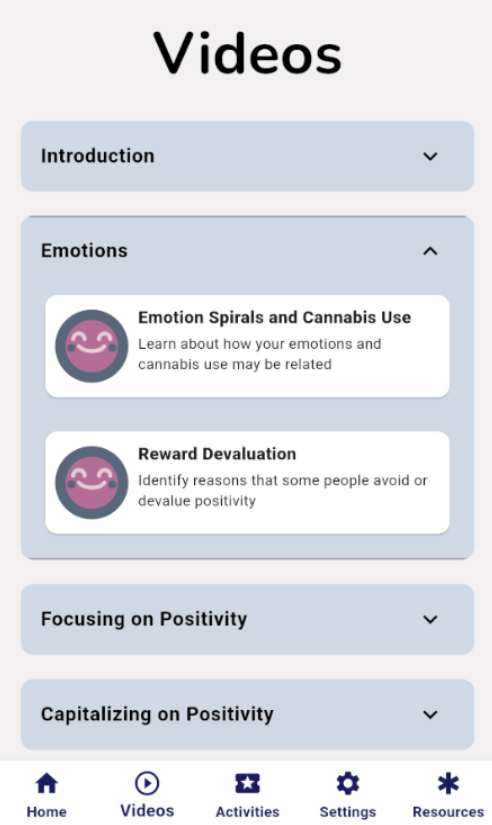 Videos
Introduction
Emotions
Emotion Spirals and Cannabis Use
Learn about how your emotions and
cannabis use may be related
Reward Devaluation
Identify reasons that some people avoid or
devalue positivity
Focusing on Positivity
Capitalizing on Positivity
Home
Videos
Activities
Settings
Resources